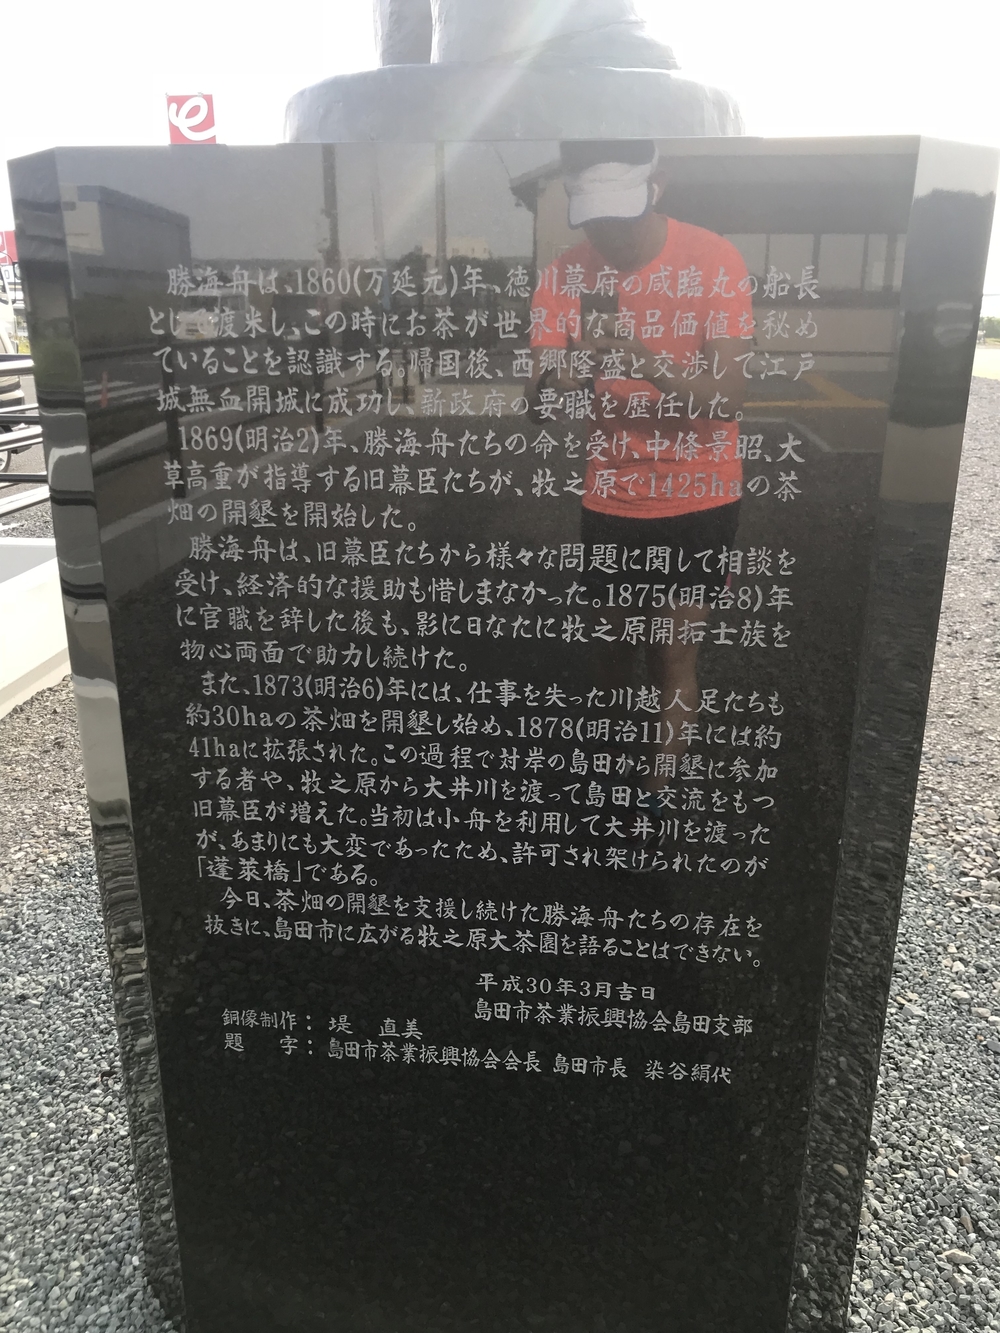 勝海舟は、1860(万延元)年、徳川幕府の咸臨丸の船長
として渡米し、この時にお茶が世界的な商品価値を秘め
ていることを認識する。帰国後、西郷隆盛と交渉して江戸
城無血開城に成功し、新政府の要職を歴任した。
1869(明治2)年、勝海舟たちの命を受け、中條景昭、大
草高重が指導する旧幕臣たちが、牧之原で1425haの茶
畑の開墾を開始した。
勝海舟は、旧幕臣たちから様々な問題に関して相談を
受け、経済的な援助も惜しまなかった。1875(明治8)年
に官職を辞した後も、影に日なたに牧之原開拓士族を
物心両面で助力し続けた。
また、1873(明治6)年には、仕事を失った川越人足たちも
約30haの茶畑を開墾し始め、1878(明治11)年には約
41haに拡張された。この過程で対岸の島田から開墾に参加
する者や、牧之原から大井川を渡って島田と交流をもつ
旧幕臣が増えた。当初は小舟を利用して大井川を渡った
が、あまりにも大変であったため、許可され架けられたのが
「蓬萊橋」である。
今日、茶畑の開墾を支援し続けた勝海舟たちの存在を
抜きに、島田市に広がる牧之原大茶園を語ることはできない。
平成30年3月吉日
島田市茶業振興協会島田支部
銅像制作：堤 直美
題 字：島田市茶業振興協会会長 島田市長 染谷絹代